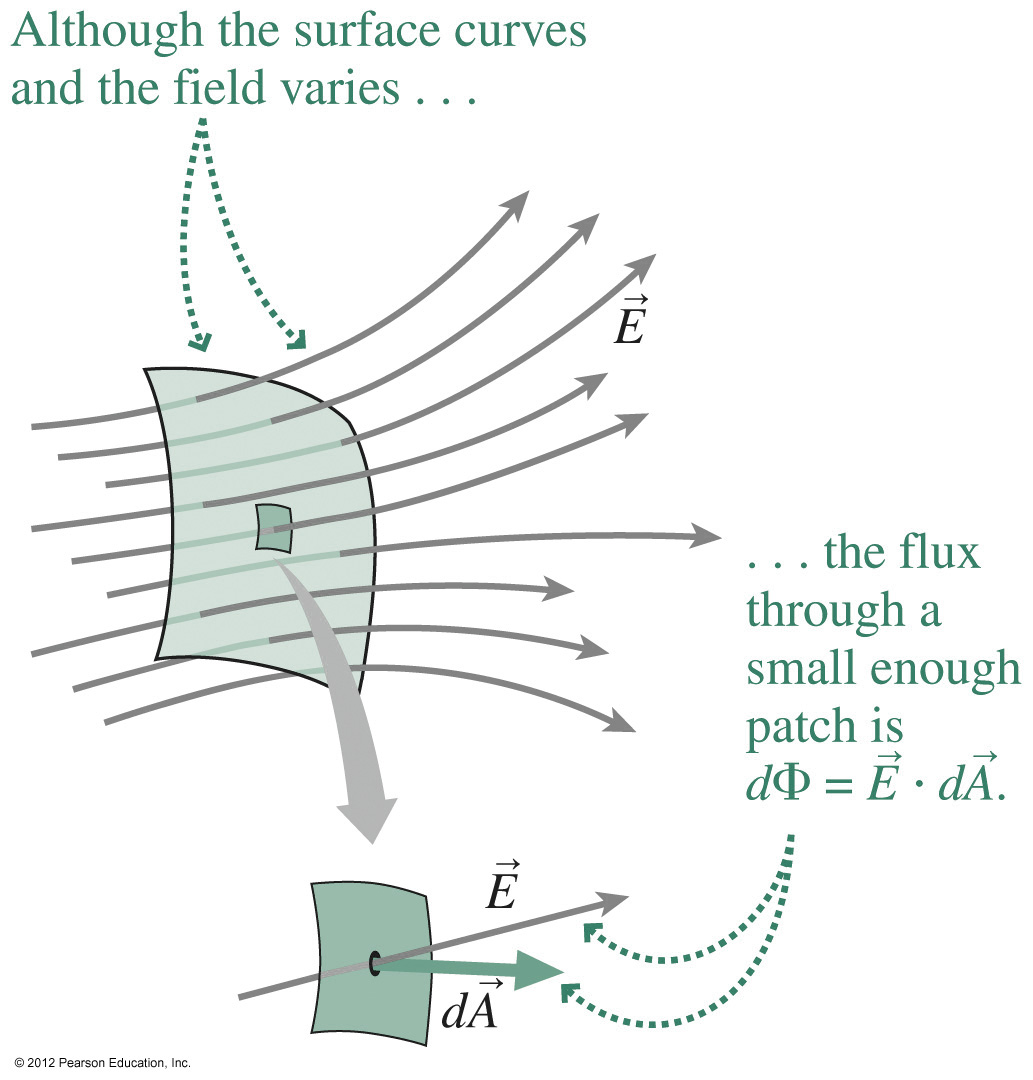 Although the surface curves
and the field varies . . .
E⃗
. . . the flux
through a
small enough
patch is
dΦ = E⃗ · dA⃗.
E⃗
dA⃗
© 2012 Pearson Education, Inc.